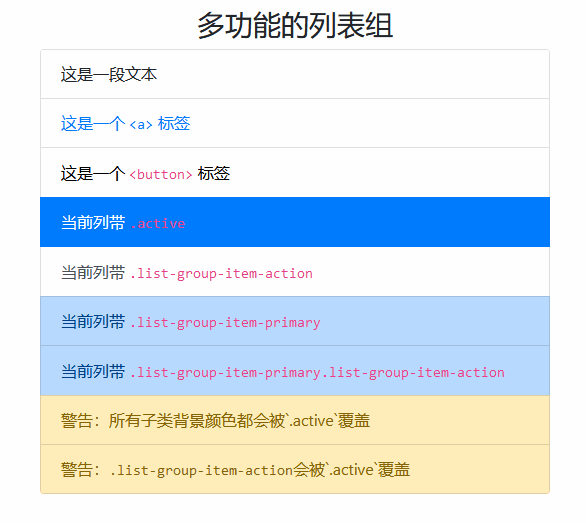 多功能的列表组
这是一段文本
这是一个 <a> 标签
这是一个 <button> 标签
当前列带 .active
当前列带 .list-group-item-action
当前列带 .list-group-item-primary
当前列带 .list-group-item-primary.list-group-item-action
警告：所有子类背景颜色都会被`.active`覆盖
警告：.list-group-item-action会被`.active`覆盖